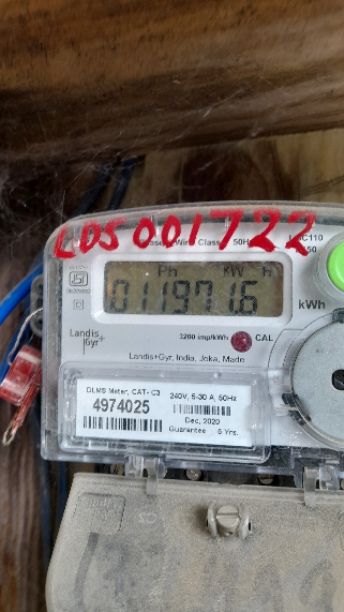 LDS001722
50Hz
Ph KW h
011971.6
kWh
Landis
Gyr+
3200 imp/kWh CAL
Landis+Gyr, India, Joka, Made
DLMS Meter, CAT- C3
4974025
240V, 5-30 A, 50Hz
Dec, 2020
Guarantee 5 Yrs.